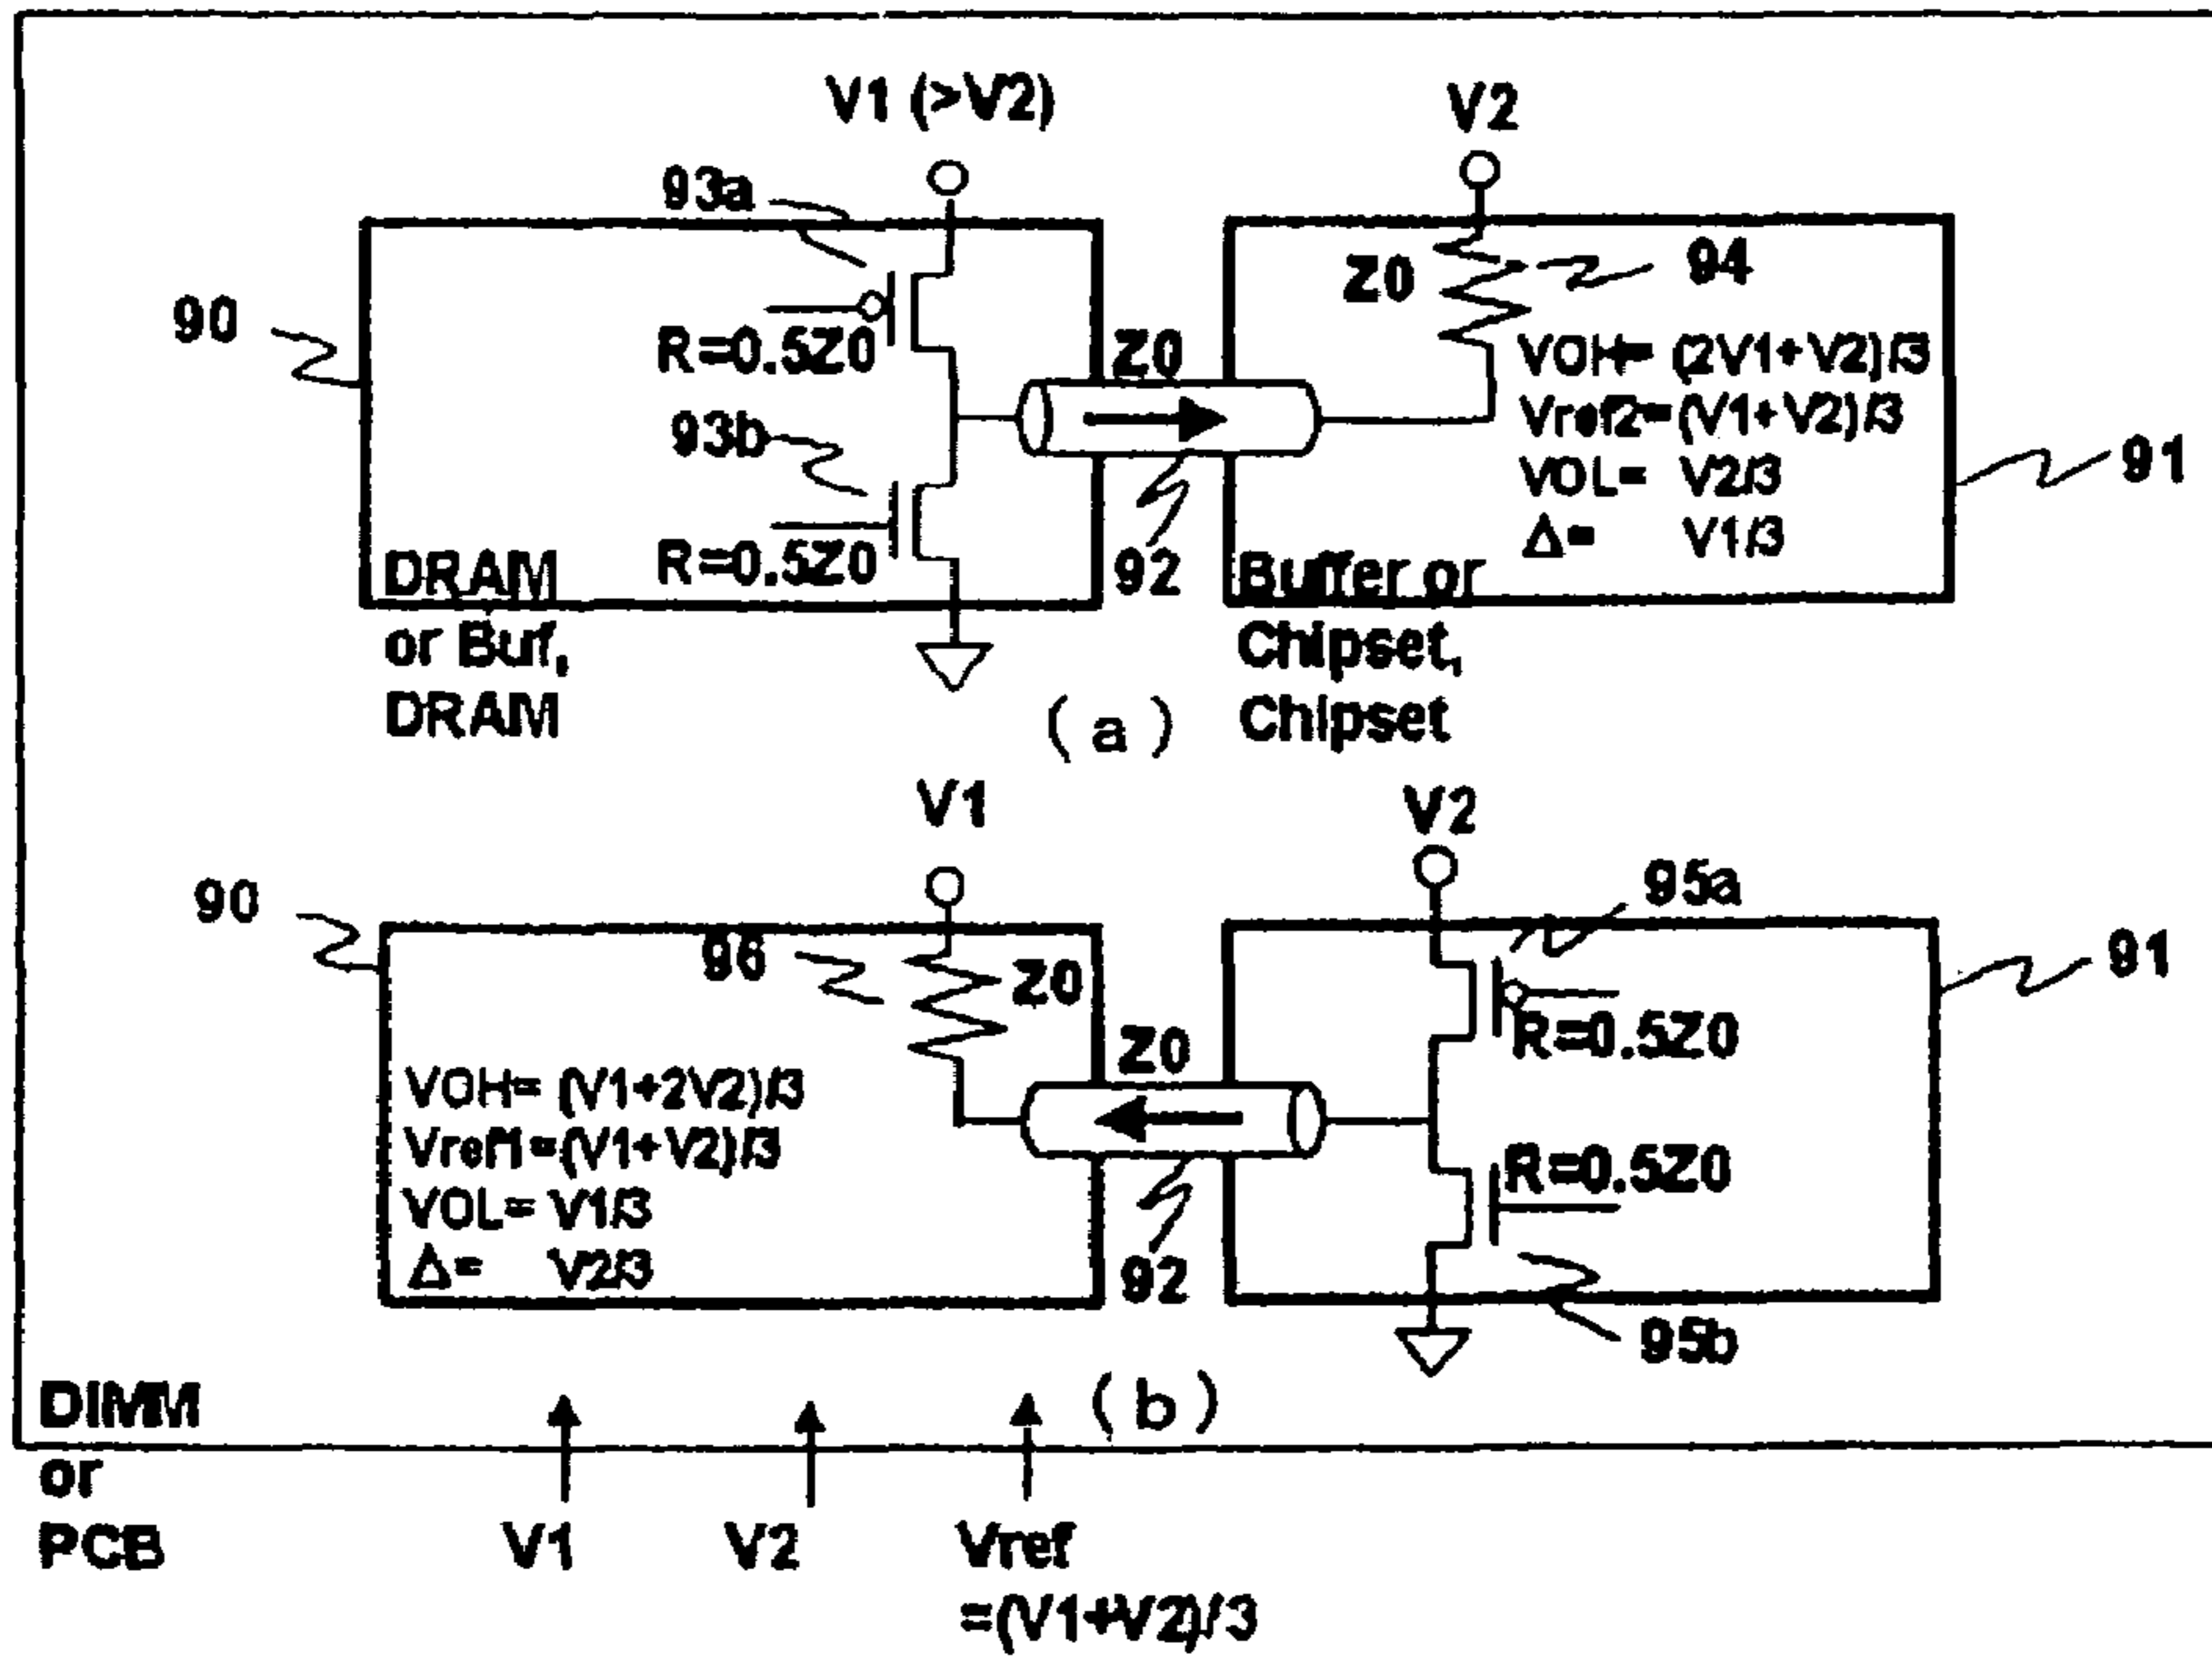 V1 (>V2)
V2
93a
94
Z0
90
R=0.5Z0
Z0
VOH= (2V1+V2)/3
Vref2=(V1+V2)/3
93b
VOL= V2/3
91
Δ= V1/3
R=0.5Z0
92
DRAM
or Buf,
DRAM
Buffer or
Chipset,
Chipset
(a)
V1
V2
90
95a
96
Z0
91
R=0.5Z0
Z0
VOH= (V1+2V2)/3
Vref1=(V1+V2)/3
R=0.5Z0
VOL= V1/3
Δ= V2/3
92
95b
(b)
DIMM
or
PCB
V1
V2
Vref
=(V1+V2)/3